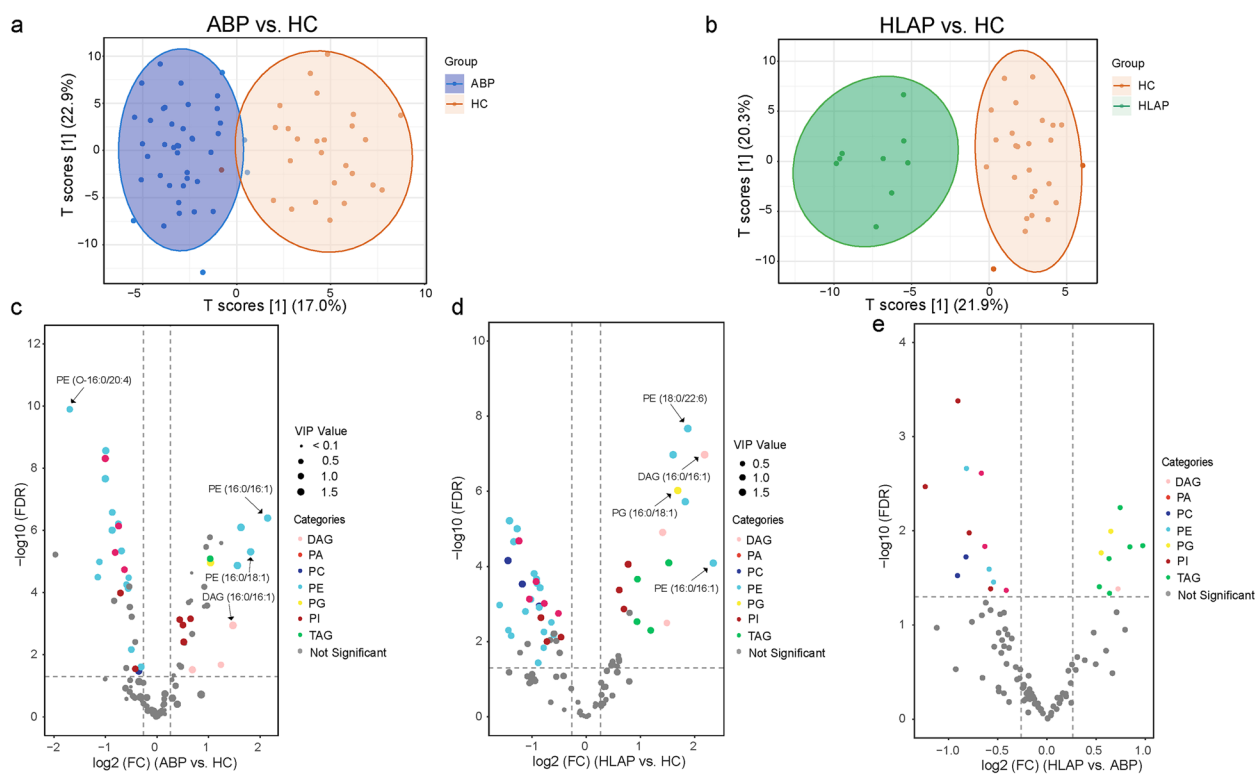 a
ABP vs. HC
T scores [1] (22.9%)
10
5
0
−5
−10
−5
0
5
10
T scores [1] (17.0%)
Group
ABP
HC
b
HLAP vs. HC
T scores [1] (20.3%)
10
5
0
−5
−10
−10
−5
0
5
T scores [1] (21.9%)
Group
HC
HLAP
c
−log10 (FDR)
12
10
8
6
4
2
0
PE (O-16:0/20:4)
PE (16:0/16:1)
PE (16:0/18:1)
DAG (16:0/16:1)
−2
−1
0
1
2
log2 (FC) (ABP vs. HC)
VIP Value
< 0.1
0.5
1.0
1.5
Categories
DAG
PA
PC
PE
PG
PI
TAG
Not Significant
d
−log10 (FDR)
10
8
6
4
2
0
PE (18:0/22:6)
DAG (16:0/16:1)
PG (16:0/18:1)
PE (16:0/16:1)
−1
0
1
2
log2 (FC) (HLAP vs. HC)
VIP Value
0.5
1.0
1.5
Categories
DAG
PA
PC
PE
PG
PI
TAG
Not Significant
e
−log10 (FDR)
4
3
2
1
0
−1.0
−0.5
0.0
0.5
1.0
log2 (FC) (HLAP vs. ABP)
Categories
DAG
PA
PC
PE
PG
PI
TAG
Not Significant